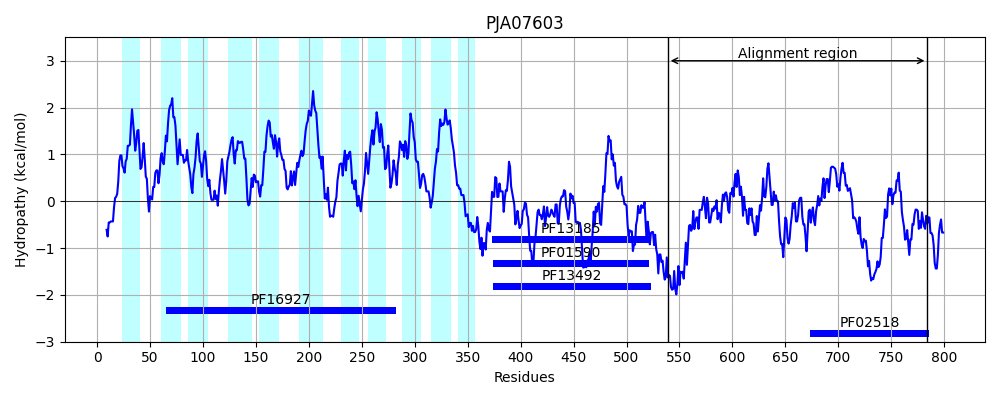 PJA07603
Hydropathy (kcal/mol)
3
2
1
0
−1
−2
−3
Alignment region
PF13185
PF01590
PF13492
PF16927
PF02518
0 50 100 150 200 250 300 350 400 450 500 550 600 650 700 750 800
Residues